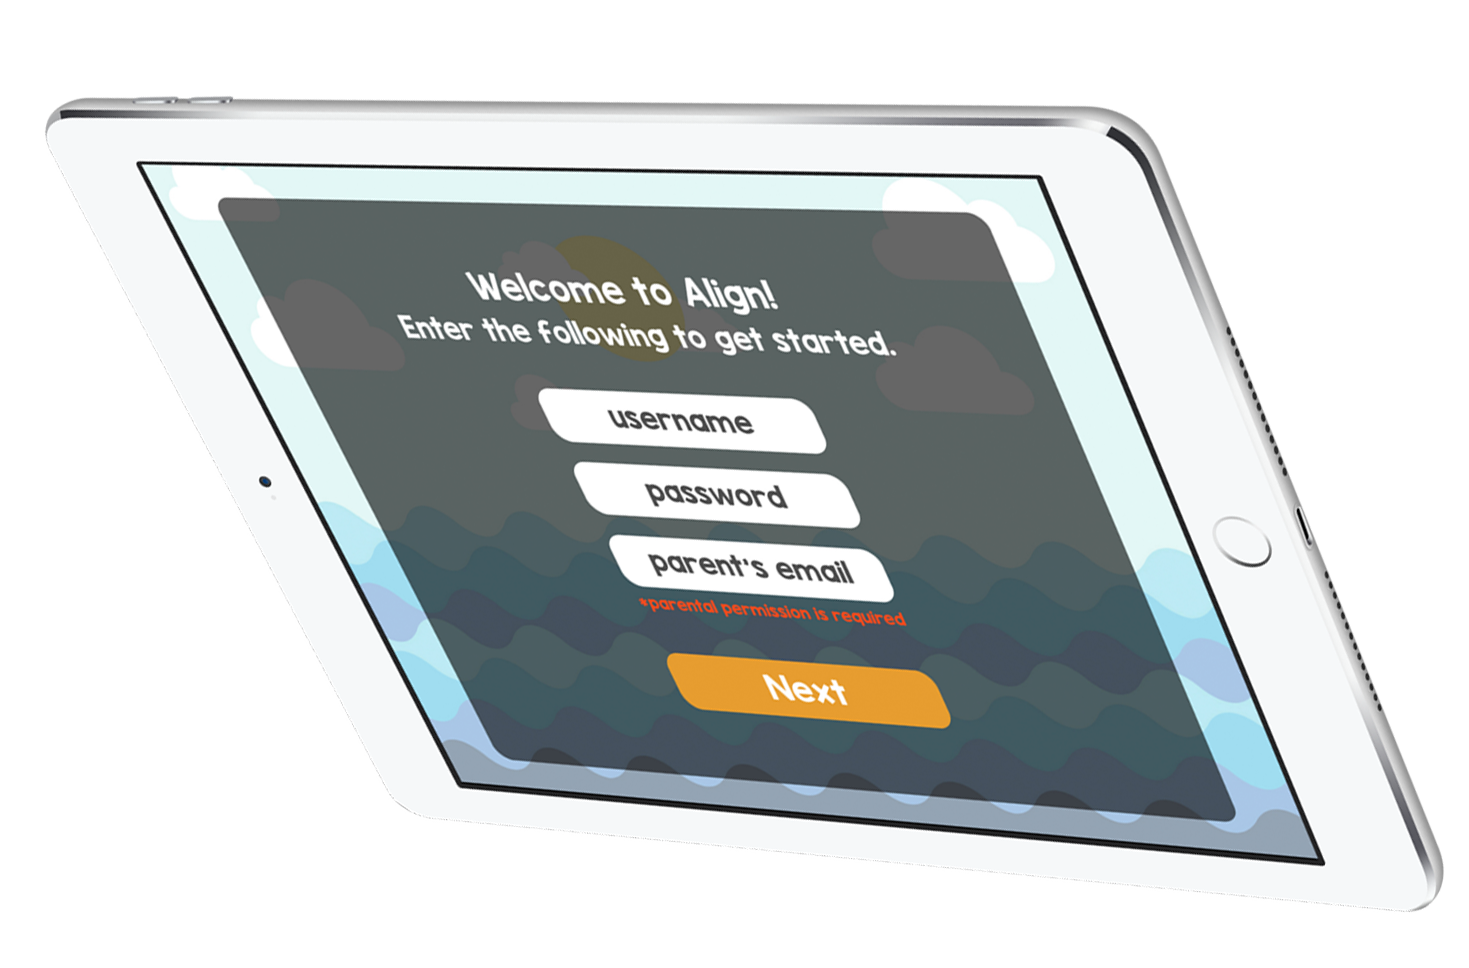 Welcome to Align!
Enter the following to get started.
username
password
parent's email
*parental permission is required
Next